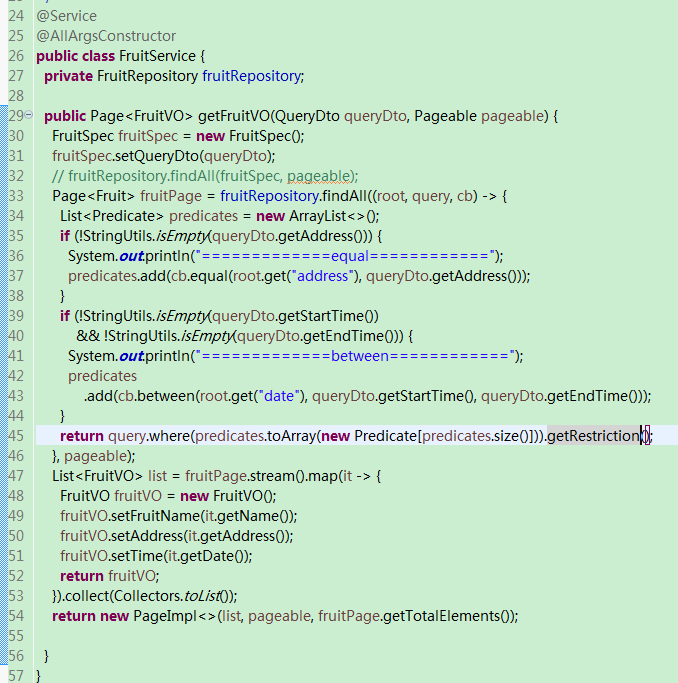 24 @Service
25 @AllArgsConstructor
26 public class FruitService {
27 private FruitRepository fruitRepository;
28
29 public Page<FruitVO> getFruitVO(QueryDto queryDto, Pageable pageable) {
30 FruitSpec fruitSpec = new FruitSpec();
31 fruitSpec.setQueryDto(queryDto);
32 // fruitRepository.findAll(fruitSpec, pageable);
33 Page<Fruit> fruitPage = fruitRepository.findAll((root, query, cb) -> {
34 List<Predicate> predicates = new ArrayList<>();
35 if (!StringUtils.isEmpty(queryDto.getAddress())) {
36 System.out.println("=============equal============");
37 predicates.add(cb.equal(root.get("address"), queryDto.getAddress()));
38 }
39 if (!StringUtils.isEmpty(queryDto.getStartTime())
40 && !StringUtils.isEmpty(queryDto.getEndTime())) {
41 System.out.println("=============between============");
42 predicates
43 .add(cb.between(root.get("date"), queryDto.getStartTime(), queryDto.getEndTime()));
44 }
45 return query.where(predicates.toArray(new Predicate[predicates.size()])).getRestriction();
46 }, pageable);
47 List<FruitVO> list = fruitPage.stream().map(it -> {
48 FruitVO fruitVO = new FruitVO();
49 fruitVO.setFruitName(it.getName());
50 fruitVO.setAddress(it.getAddress());
51 fruitVO.setTime(it.getDate());
52 return fruitVO;
53 }).collect(Collectors.toList());
54 return new PageImpl<>(list, pageable, fruitPage.getTotalElements());
55
56 }
57 }